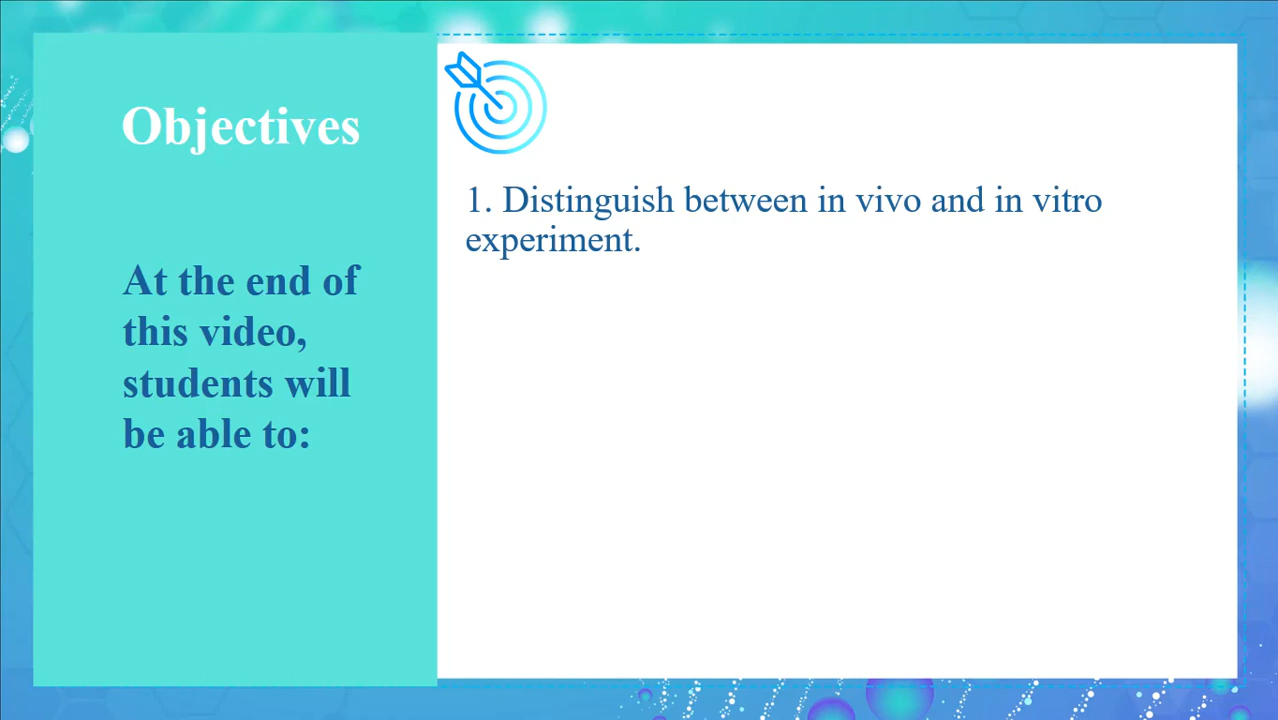 Objectives
At the end of
this video,
students will
be able to:
1. Distinguish between in vivo and in vitro
experiment.